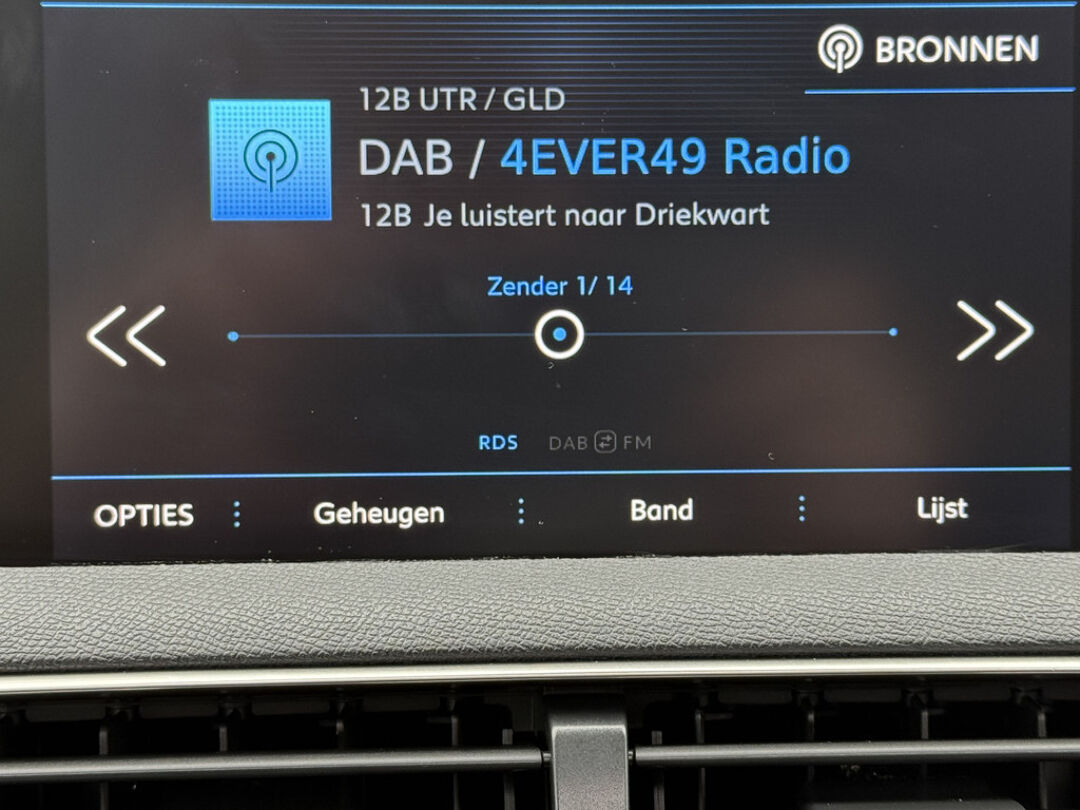 BRONNEN
12B UTR / GLD
DAB / 4EVER49 Radio
12B Je luistert naar Driekwart
Zender 1/ 14
RDS DAB FM
OPTIES Geheugen Band Lijst